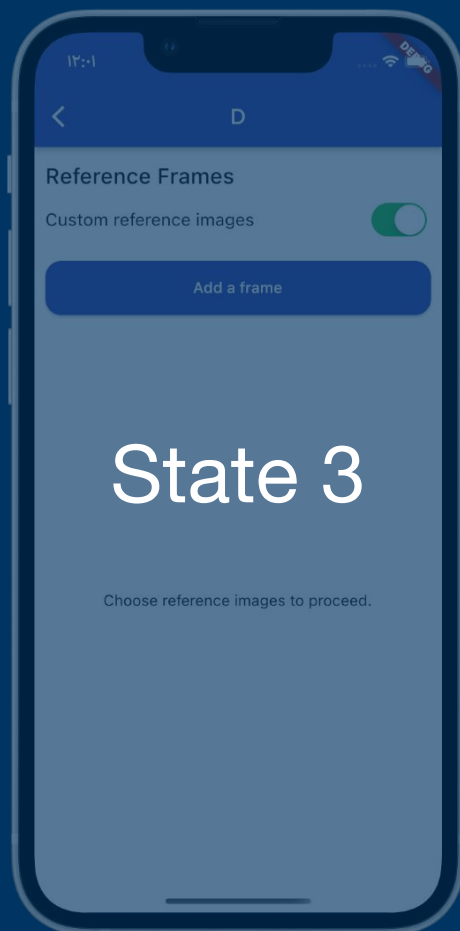 ۱۲:۰۱
DEBUG
D
Reference Frames
Custom reference images
Add a frame
State 3
Choose reference images to proceed.